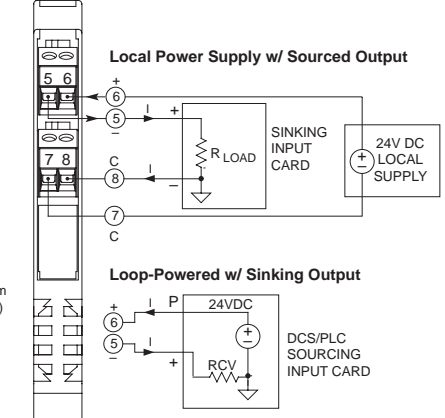 Local Power Supply w/ Sourced Output
5 6
+
6
5
−
I
+
SINKING
INPUT
CARD
R LOAD
24V DC
LOCAL
SUPPLY
+
−
7 8
C
8
I
−
7
C
Loop-Powered w/ Sinking Output
m
)
+
6
5
−
I
P
24VDC
+
−
I
+
RCV
DCS/PLC
SOURCING
INPUT CARD